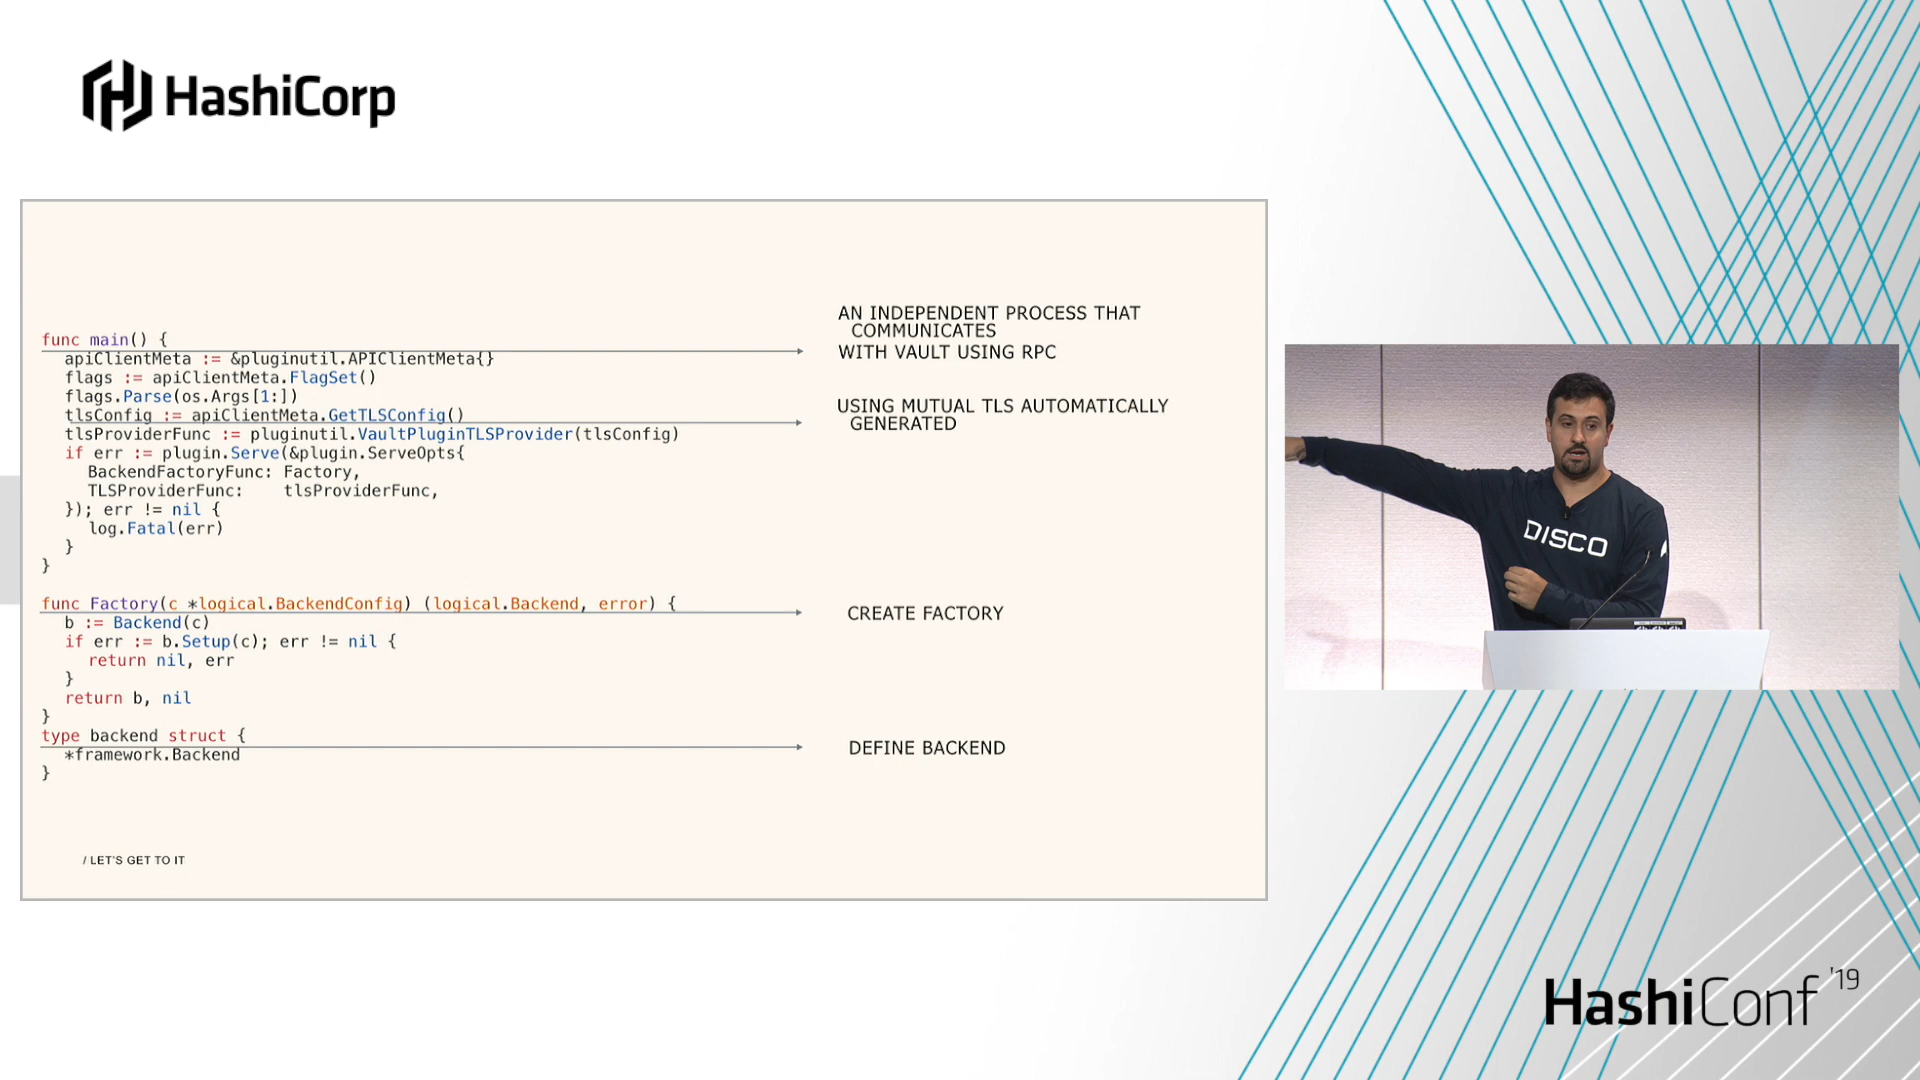 HashiCorp
func main() {
apiClientMeta := &pluginutil.APIClientMeta{}
flags := apiClientMeta.FlagSet()
flags.Parse(os.Args[1:])
tlsConfig := apiClientMeta.GetTLSConfig()
tlsProviderFunc := pluginutil.VaultPluginTLSProvider(tlsConfig)
if err := plugin.Serve(&plugin.ServeOpts{
BackendFactoryFunc: Factory,
TLSProviderFunc: tlsProviderFunc,
}); err != nil {
log.Fatal(err)
}
}
func Factory(c *logical.BackendConfig) (logical.Backend, error) {
b := Backend(c)
if err := b.Setup(c); err != nil {
return nil, err
}
return b, nil
}
type backend struct {
*framework.Backend
}
AN INDEPENDENT PROCESS THAT
COMMUNICATES
WITH VAULT USING RPC
USING MUTUAL TLS AUTOMATICALLY
GENERATED
CREATE FACTORY
DEFINE BACKEND
/ LET'S GET TO IT
DISCO
HashiConf '19